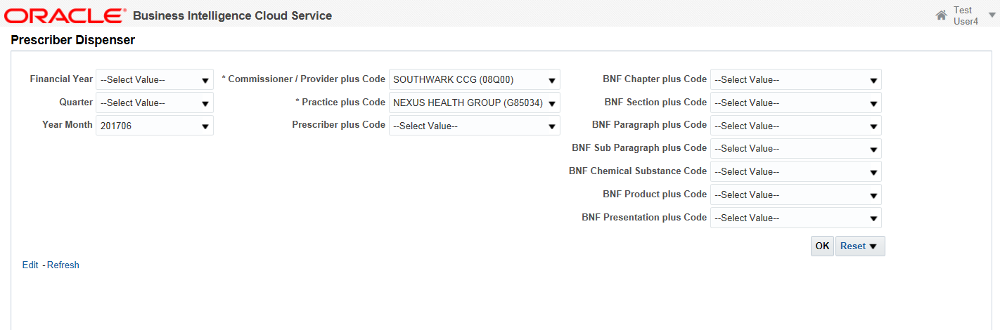 ORACLE® Business Intelligence Cloud Service
Test
User4
Prescriber Dispenser
Financial Year --Select Value-- * Commissioner / Provider plus Code SOUTHWARK CCG (08Q00) BNF Chapter plus Code --Select Value--
Quarter --Select Value-- * Practice plus Code NEXUS HEALTH GROUP (G85034) BNF Section plus Code --Select Value--
Year Month 201706 Prescriber plus Code --Select Value-- BNF Paragraph plus Code --Select Value--
BNF Sub Paragraph plus Code --Select Value--
BNF Chemical Substance Code --Select Value--
BNF Product plus Code --Select Value--
BNF Presentation plus Code --Select Value--
OK Reset
Edit - Refresh